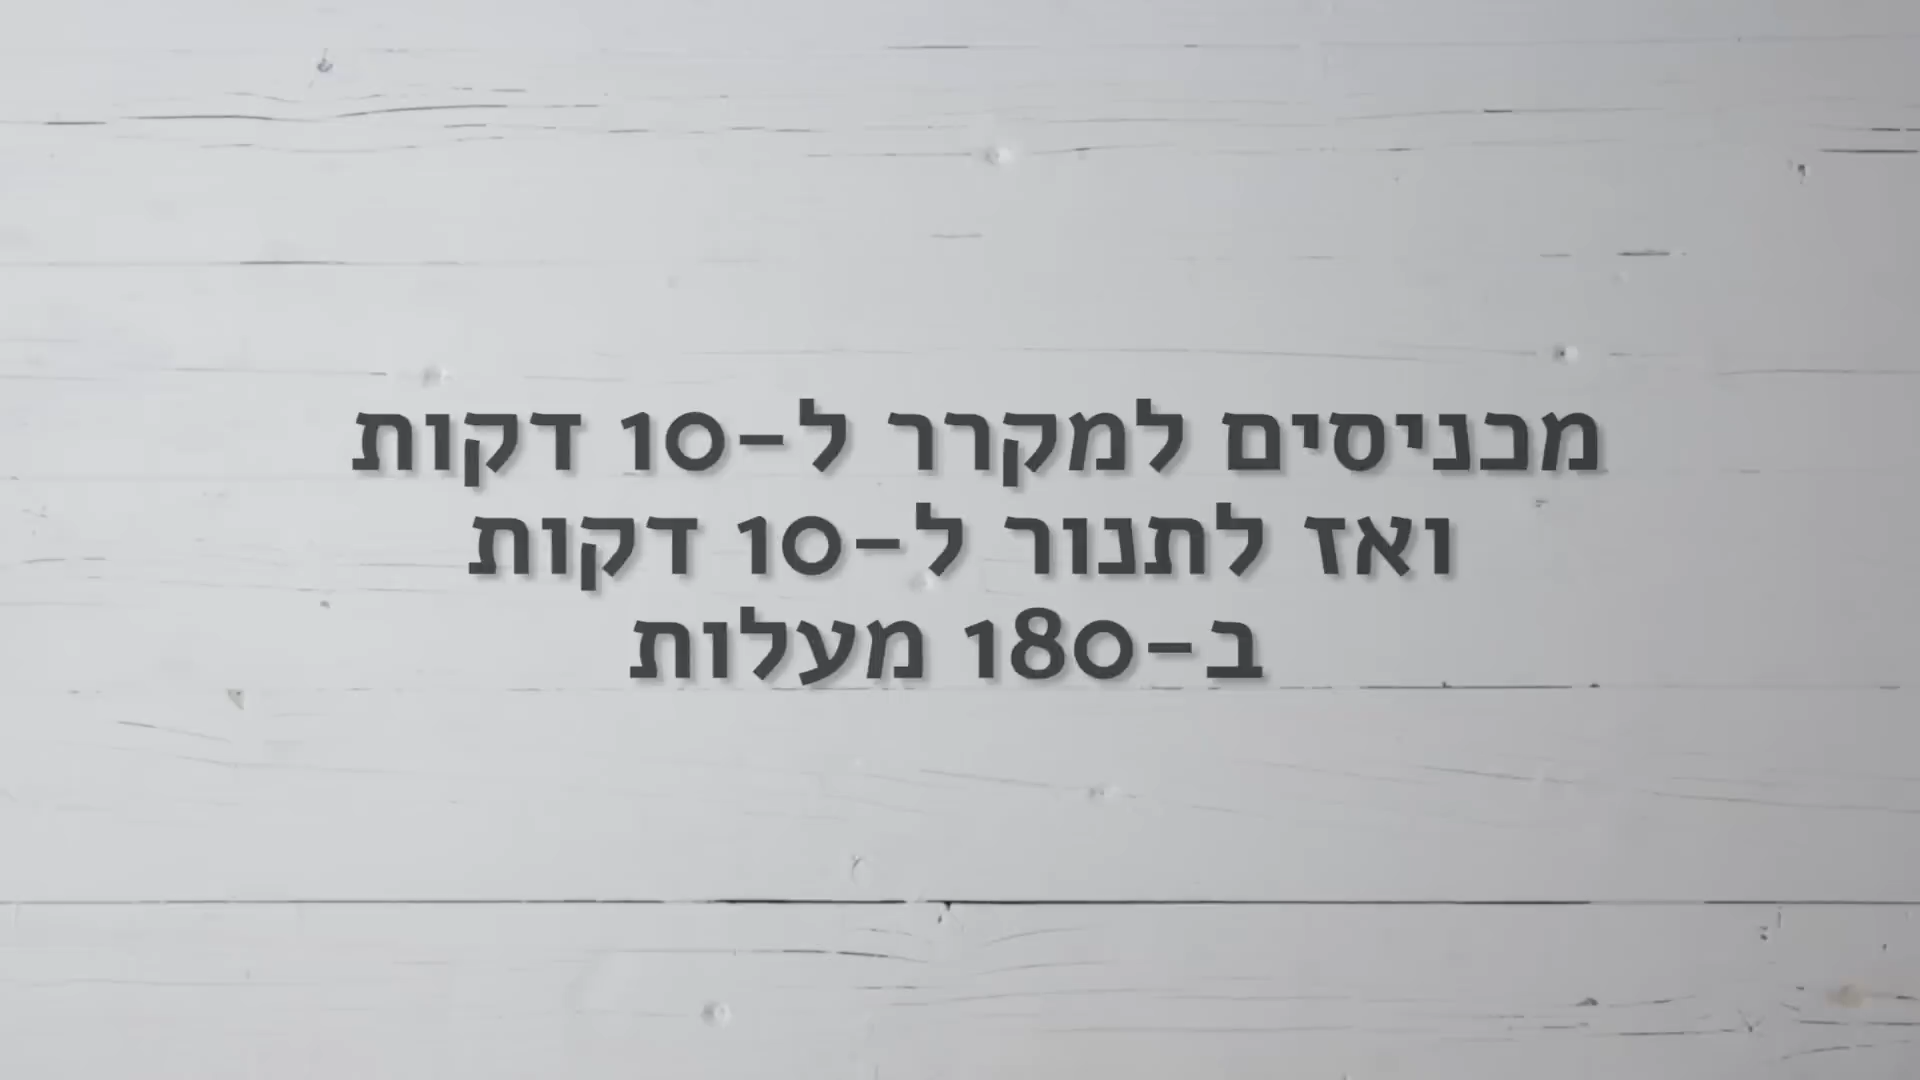 מכניסים למקרר ל-10 דקות
ואז לתנור ל-10 דקות
ב-180 מעלות